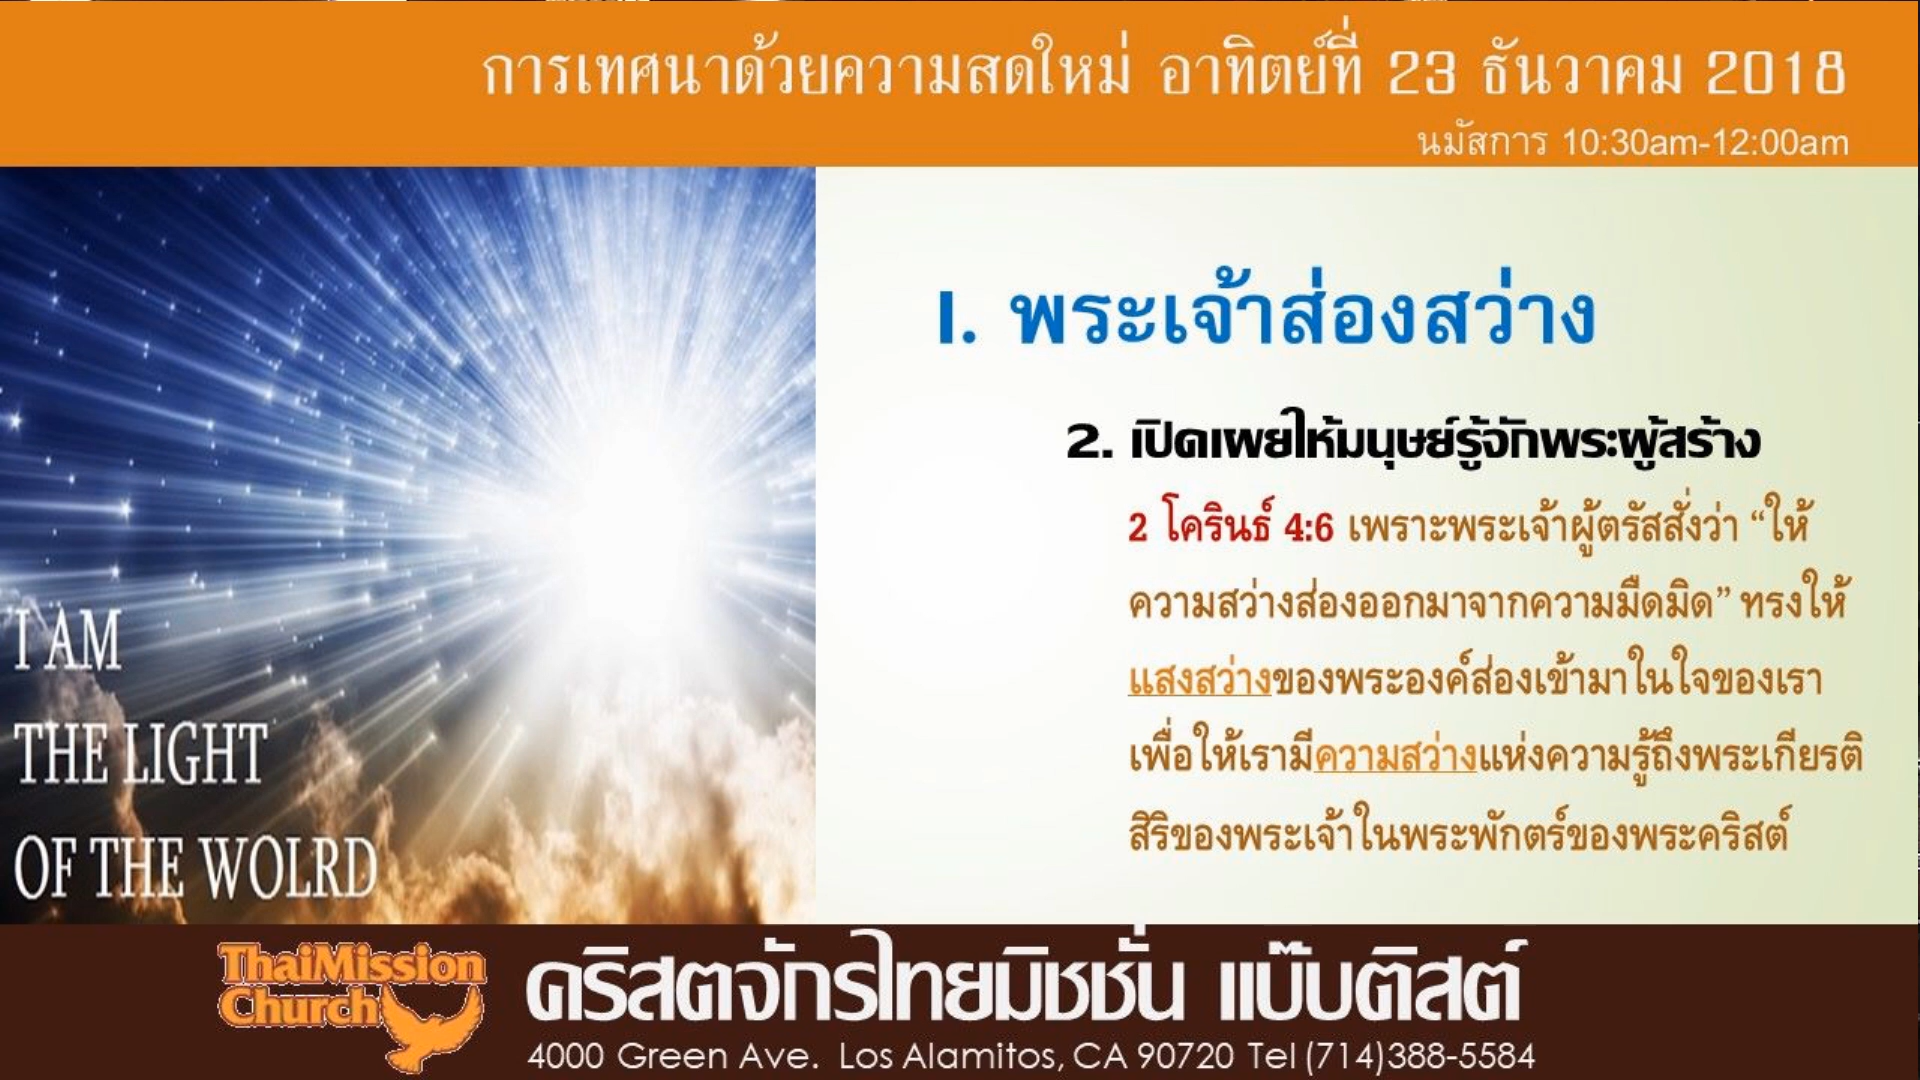 การเทศนาด้วยความสดใหม่ อาทิตย์ที่ 23 ธันวาคม 2018
นมัสการ 10:30am-12:00am
I. พระเจ้าส่องสว่าง
2. เปิดเผยให้มนุษย์รู้จักพระผู้สร้าง
2 โครินธ์ 4:6 เพราะพระเจ้าผู้ตรัสสั่งว่า “ให้
ความสว่างส่องออกมาจากความมืดมิด” ทรงให้
แสงสว่างของพระองค์ส่องเข้ามาในใจของเรา
เพื่อให้เรามีความสว่างแห่งความรู้ถึงพระเกียรติ
สิริของพระเจ้าในพระพักตร์ของพระคริสต์
I AM
THE LIGHT
OF THE WOLRD
ThaiMission
Church
คริสตจักรไทยมิชชั่น แบ๊บติสต์
4000 Green Ave. Los Alamitos, CA 90720 Tel (714)388-5584